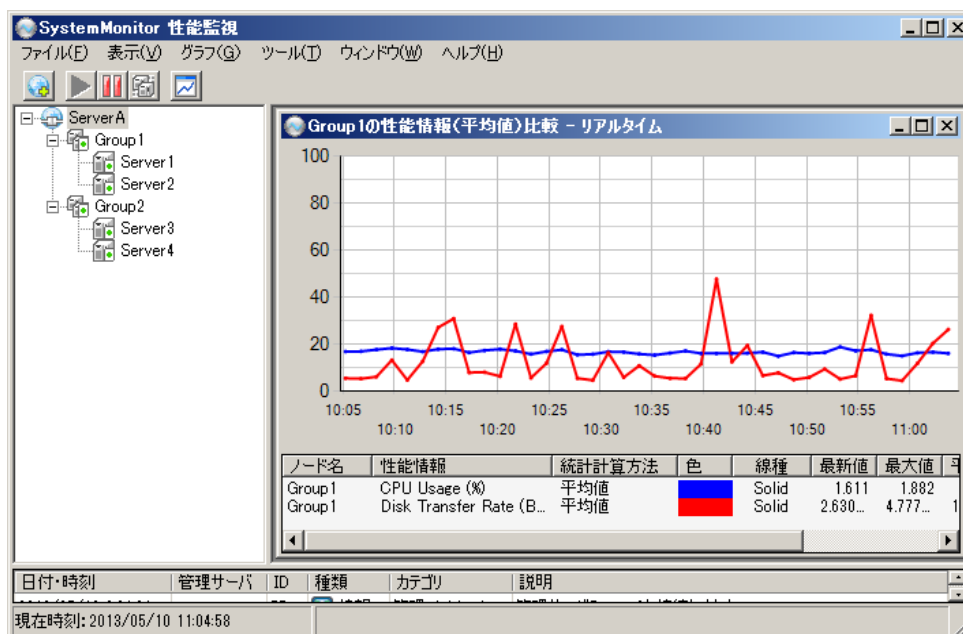 SystemMonitor 性能監視
ファイル(F) 表示(V) グラフ(G) ツール(T) ウィンドウ(W) ヘルプ(H)
ServerA
Group1
Server1
Server2
Group2
Server3
Server4
Group1の性能情報(平均値)比較 - リアルタイム
100
80
60
40
20
0
10:05 10:15 10:25 10:35 10:45 10:55
10:10 10:20 10:30 10:40 10:50 11:00
ノード名 性能情報 統計計算方法 色 線種 最新値 最大値 平
Group1 CPU Usage (%) 平均値 Solid 1.611 1.882
Group1 Disk Transfer Rate (B... 平均値 Solid 2.630... 4.777... 1
日付・時刻 管理サーバ ID 種類 カテゴリ 説明
現在時刻: 2013/05/10 11:04:58